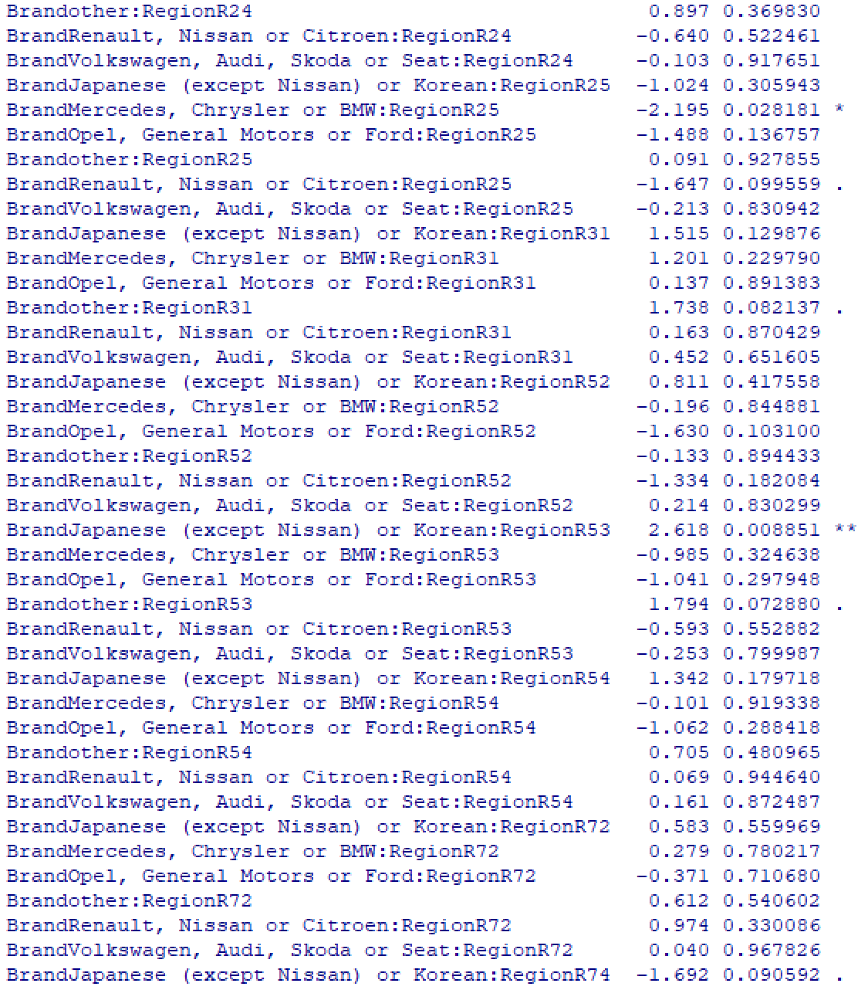 Brandother:RegionR24 0.897 0.369830
BrandRenault, Nissan or Citroen:RegionR24 -0.640 0.522461
BrandVolkswagen, Audi, Skoda or Seat:RegionR24 -0.103 0.917651
BrandJapanese (except Nissan) or Korean:RegionR25 -1.024 0.305943
BrandMercedes, Chrysler or BMW:RegionR25 -2.195 0.028181 *
BrandOpel, General Motors or Ford:RegionR25 -1.488 0.136757
Brandother:RegionR25 0.091 0.927855
BrandRenault, Nissan or Citroen:RegionR25 -1.647 0.099559 .
BrandVolkswagen, Audi, Skoda or Seat:RegionR25 -0.213 0.830942
BrandJapanese (except Nissan) or Korean:RegionR31 1.515 0.129876
BrandMercedes, Chrysler or BMW:RegionR31 1.201 0.229790
BrandOpel, General Motors or Ford:RegionR31 0.137 0.891383
Brandother:RegionR31 1.738 0.082137 .
BrandRenault, Nissan or Citroen:RegionR31 0.163 0.870429
BrandVolkswagen, Audi, Skoda or Seat:RegionR31 0.452 0.651605
BrandJapanese (except Nissan) or Korean:RegionR52 0.811 0.417558
BrandMercedes, Chrysler or BMW:RegionR52 -0.196 0.844881
BrandOpel, General Motors or Ford:RegionR52 -1.630 0.103100
Brandother:RegionR52 -0.133 0.894433
BrandRenault, Nissan or Citroen:RegionR52 -1.334 0.182084
BrandVolkswagen, Audi, Skoda or Seat:RegionR52 0.214 0.830299
BrandJapanese (except Nissan) or Korean:RegionR53 2.618 0.008851 **
BrandMercedes, Chrysler or BMW:RegionR53 -0.985 0.324638
BrandOpel, General Motors or Ford:RegionR53 -1.041 0.297948
Brandother:RegionR53 1.794 0.072880 .
BrandRenault, Nissan or Citroen:RegionR53 -0.593 0.552882
BrandVolkswagen, Audi, Skoda or Seat:RegionR53 -0.253 0.799987
BrandJapanese (except Nissan) or Korean:RegionR54 1.342 0.179718
BrandMercedes, Chrysler or BMW:RegionR54 -0.101 0.919338
BrandOpel, General Motors or Ford:RegionR54 -1.062 0.288418
Brandother:RegionR54 0.705 0.480965
BrandRenault, Nissan or Citroen:RegionR54 0.069 0.944640
BrandVolkswagen, Audi, Skoda or Seat:RegionR54 0.161 0.872487
BrandJapanese (except Nissan) or Korean:RegionR72 0.583 0.559969
BrandMercedes, Chrysler or BMW:RegionR72 0.279 0.780217
BrandOpel, General Motors or Ford:RegionR72 -0.371 0.710680
Brandother:RegionR72 0.612 0.540602
BrandRenault, Nissan or Citroen:RegionR72 0.974 0.330086
BrandVolkswagen, Audi, Skoda or Seat:RegionR72 0.040 0.967826
BrandJapanese (except Nissan) or Korean:RegionR74 -1.692 0.090592 .